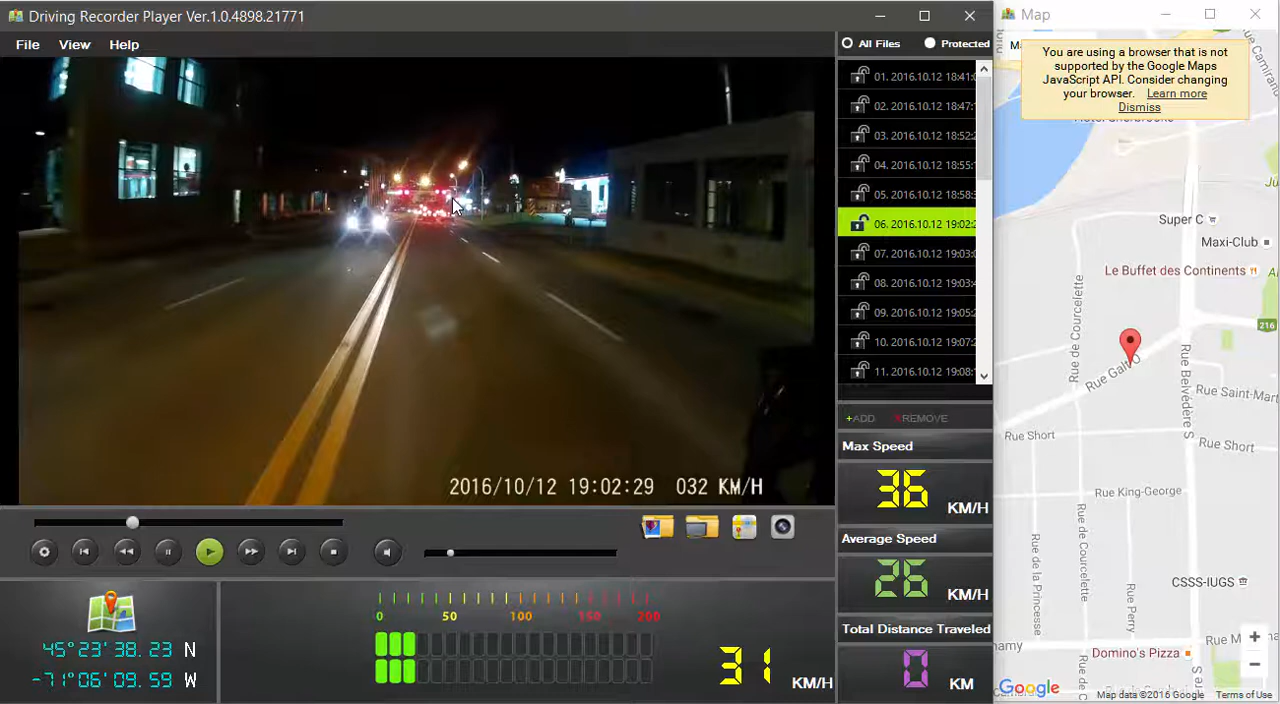 Driving Recorder Player Ver.1.0.4898.21771
File View Help
2016/10/12 19:02:29 032 KM/H
All Files Protected
01. 2016.10.12 18:41:
02. 2016.10.12 18:47:
03. 2016.10.12 18:52:
04. 2016.10.12 18:55:
05. 2016.10.12 18:58:
06. 2016.10.12 19:02:
07. 2016.10.12 19:03:
08. 2016.10.12 19:03:
09. 2016.10.12 19:05:
10. 2016.10.12 19:07:
11. 2016.10.12 19:08:
+ADD REMOVE
Max Speed
36 KM/H
Average Speed
26 KM/H
Total Distance Traveled
0 KM
45°23'38.23 N
-71°06'09.59 W
0 50 100 150 200
31 KM/H
Map
You are using a browser that is not
supported by the Google Maps
JavaScript API. Consider changing
your browser. Learn more
Dismiss
Super C
Maxi-Club
Le Buffet des Continents
216
Rue de Courcelette
Rue Galt O
Rue Belvédère S
Rue Saint-Mart
Rue Short
Rue Short
Rue King-George
Rue de Courcelette
Rue de la Princesse
Rue Perry
CSSS-IUGS
Domino's Pizza
Google
Map data ©2016 Google Terms of Use